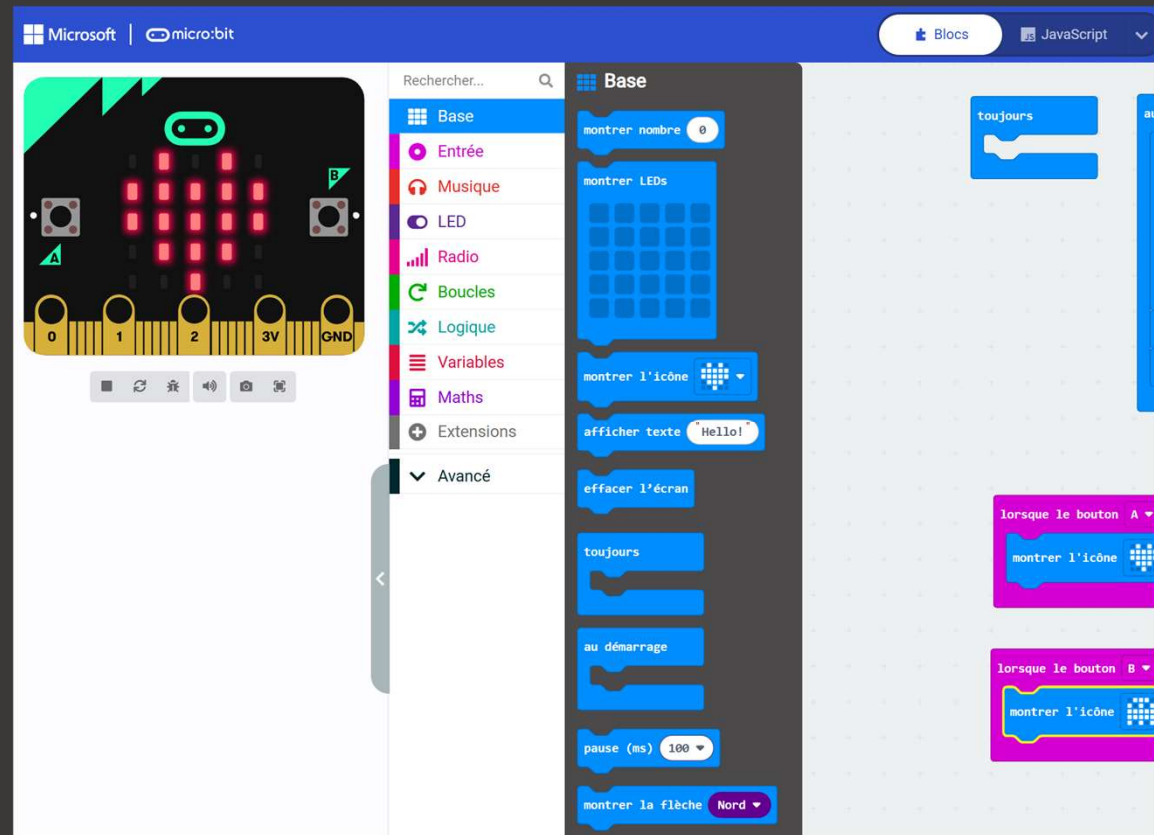 Microsoft micro:bit
Blocs
JS JavaScript
B
A
0 1 2 3V GND
Rechercher...
Base
Entrée
Musique
LED
Radio
Boucles
Logique
Variables
Maths
Extensions
Avancé
Base
montrer nombre 0
montrer LEDs
montrer l'icône
afficher texte "Hello!"
effacer l'écran
toujours
au démarrage
pause (ms) 100
montrer la flèche Nord
toujours
au
lorsque le bouton A
montrer l'icône
lorsque le bouton B
montrer l'icône